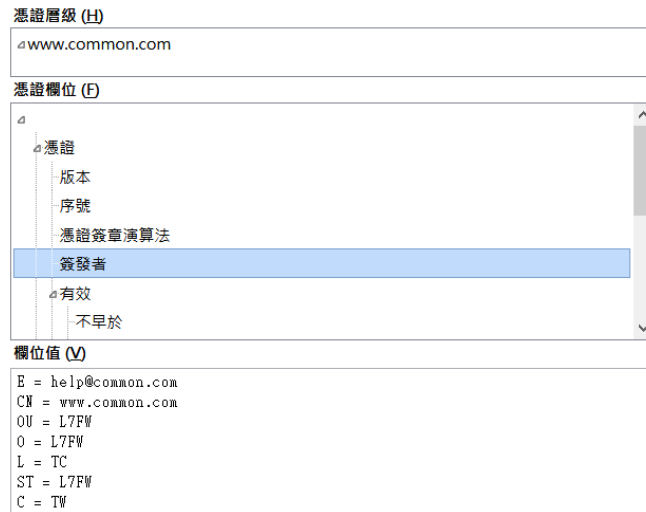 憑證層級 (H)
www.common.com
憑證欄位 (F)
憑證
版本
序號
憑證簽章演算法
簽發者
有效
不早於
欄位值 (V)
E = help@common.com
CN = www.common.com
OU = L7FW
O = L7FW
L = TC
ST = L7FW
C = TW